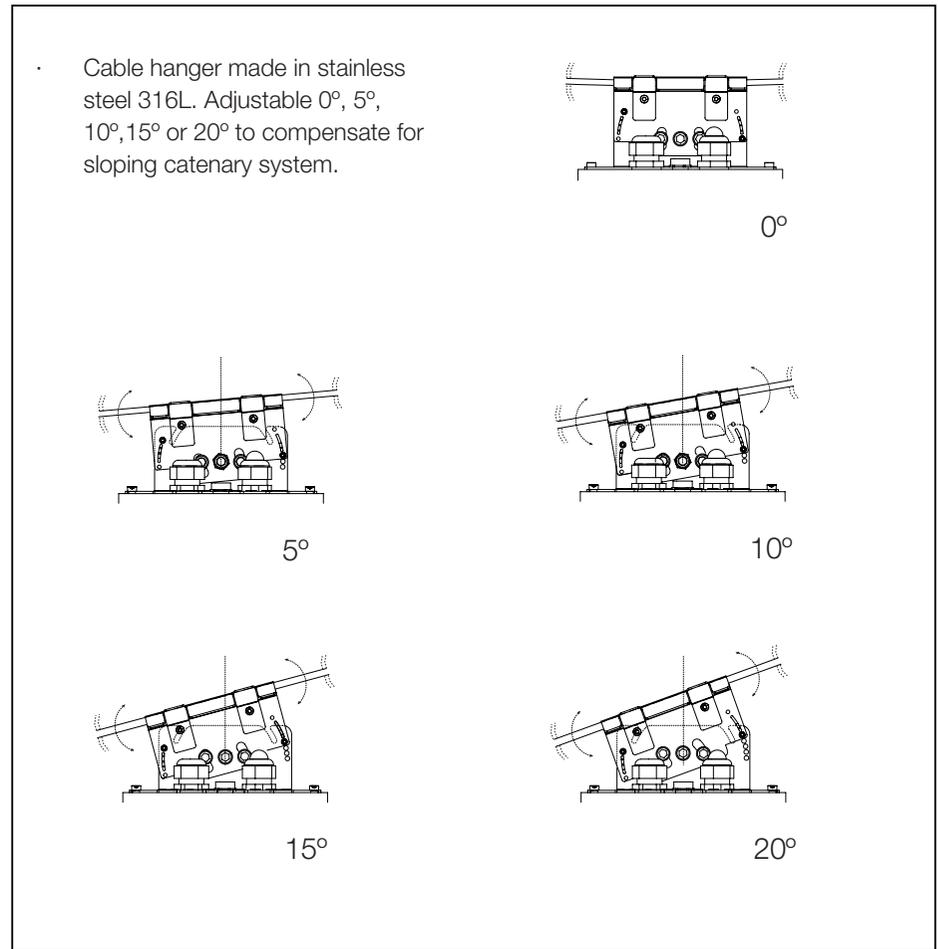 · Cable hanger made in stainless
steel 316L. Adjustable 0º, 5º,
10º,15º or 20º to compensate for
sloping catenary system.
0º
5º
10º
15º
20º